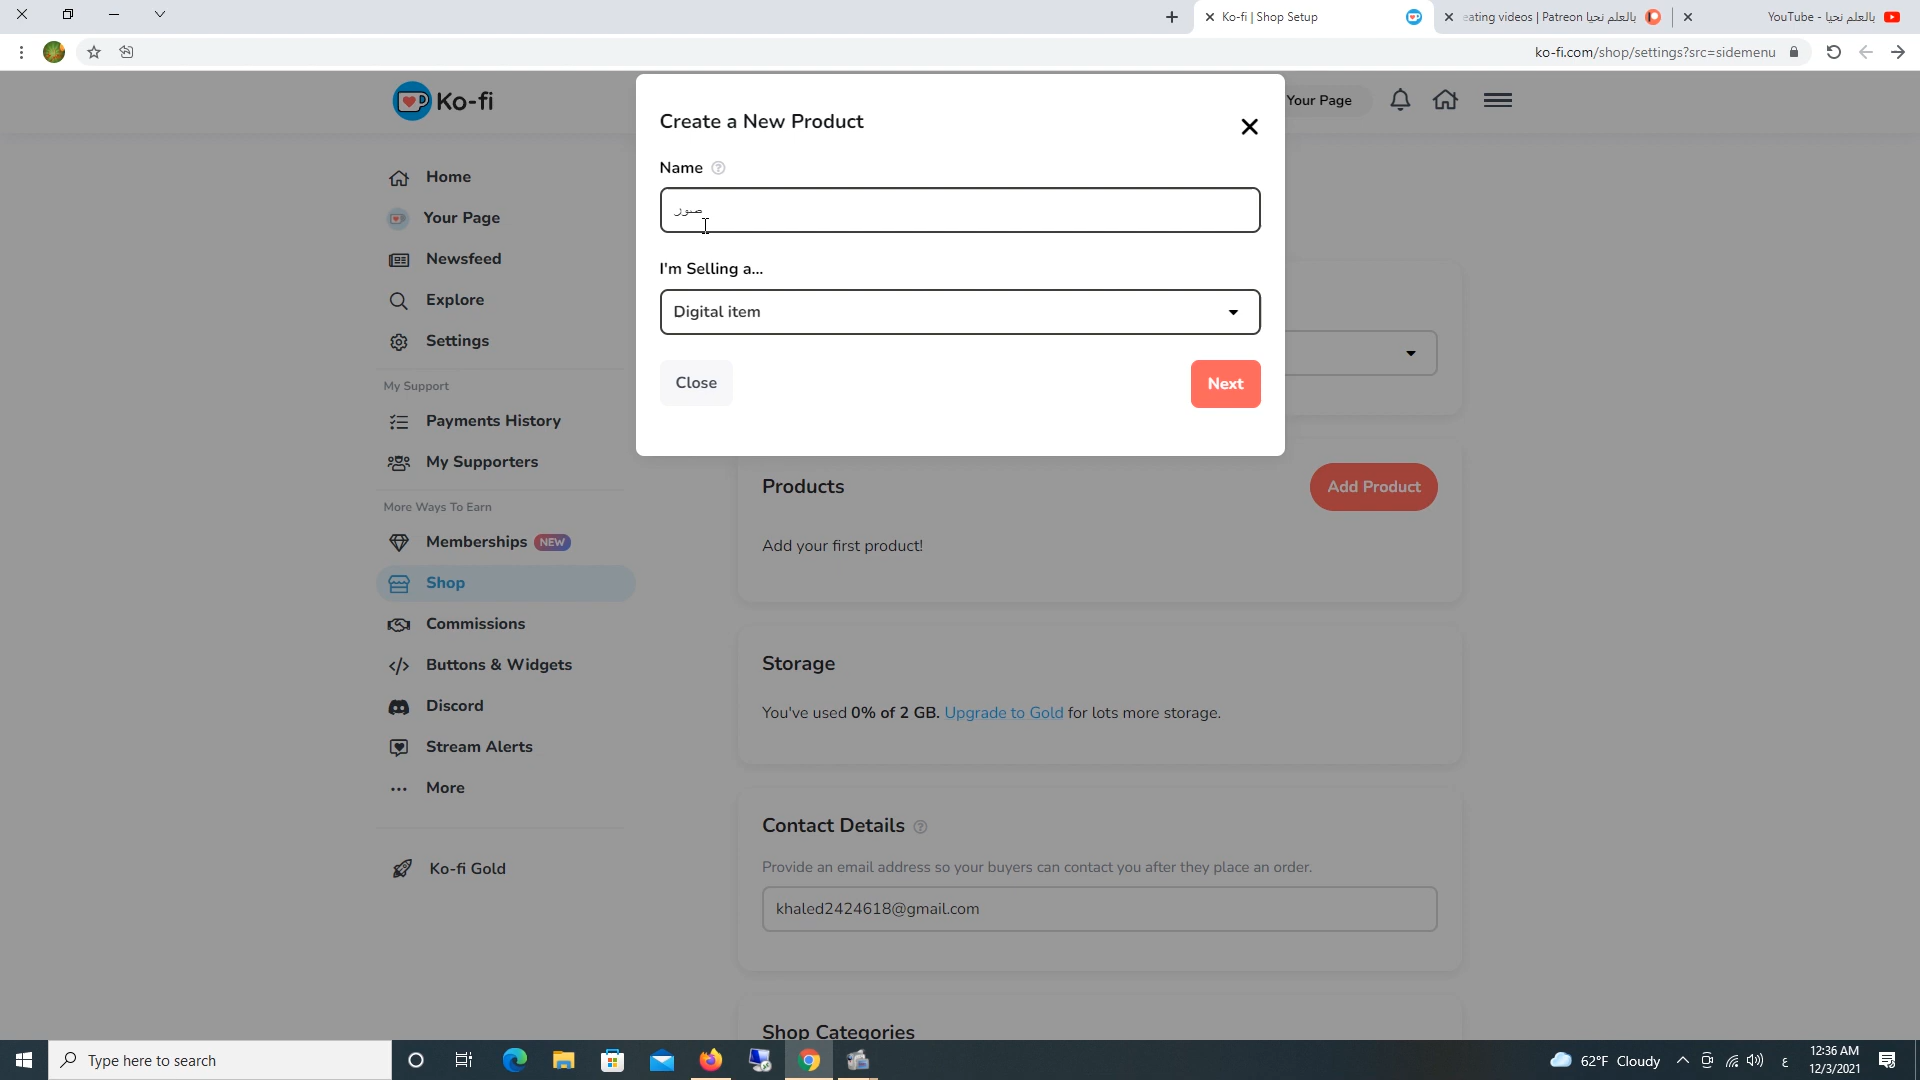 Ko-fi | Shop Setup
eating videos | Patreon بالعلم نحيا
YouTube - بالعلم نحيا
ko-fi.com/shop/settings?src=sidemenu
Ko-fi
Your Page
Home
Your Page
Newsfeed
Explore
Settings
My Support
Payments History
My Supporters
More Ways To Earn
Memberships NEW
Shop
Commissions
Buttons & Widgets
Discord
Stream Alerts
More
Ko-fi Gold
Create a New Product
Name
صور
I'm Selling a...
Digital item
Close
Next
Products
Add Product
Add your first product!
Storage
You've used 0% of 2 GB. Upgrade to Gold for lots more storage.
Contact Details
Provide an email address so your buyers can contact you after they place an order.
khaled2424618@gmail.com
Shop Categories
Type here to search
62°F Cloudy
ع
12:36 AM
12/3/2021